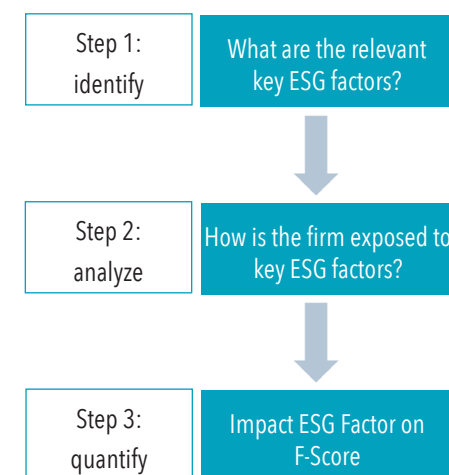 Step 1:
identify
What are the relevant
key ESG factors?
Step 2:
analyze
How is the firm exposed to
key ESG factors?
Step 3:
quantify
Impact ESG Factor on
F-Score